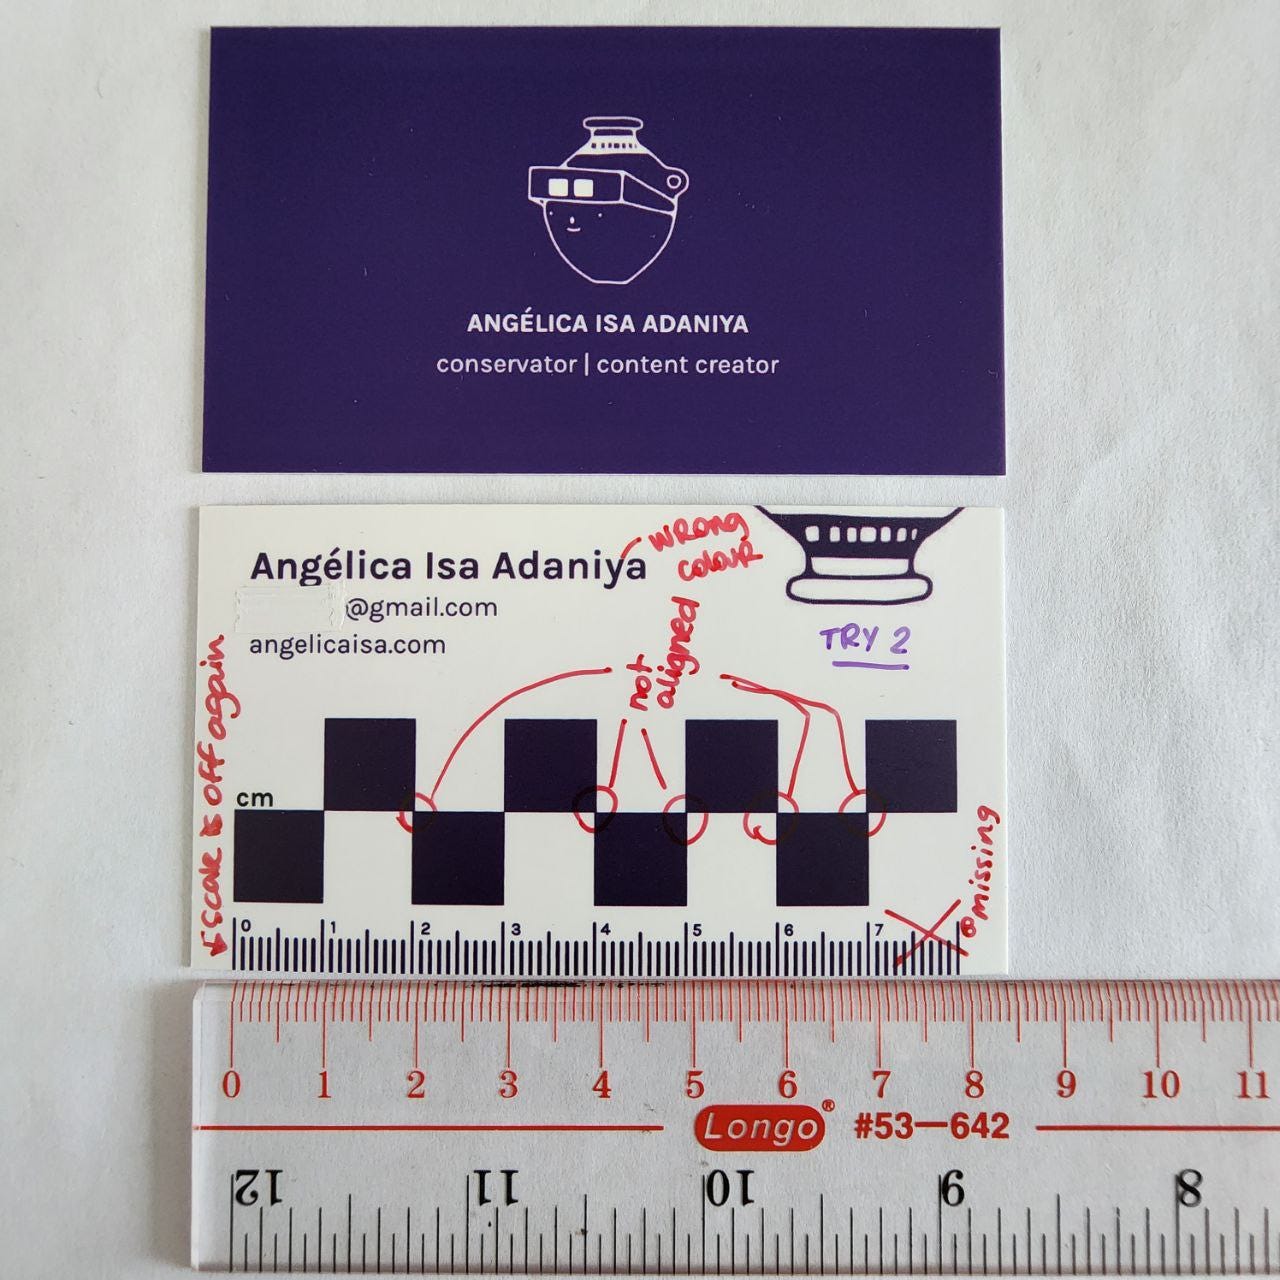 ANGÉLICA ISA ADANIYA
conservator | content creator
Angélica Isa Adaniya
@gmail.com
angelicaisa.com
wrong
colour
TRY 2
not
aligned
scale is off again
cm
missing
0 1 2 3 4 5 6 7
0 1 2 3 4 5 6 7 8 9 10 11
Longo® #53—642
12 11 10 9 8